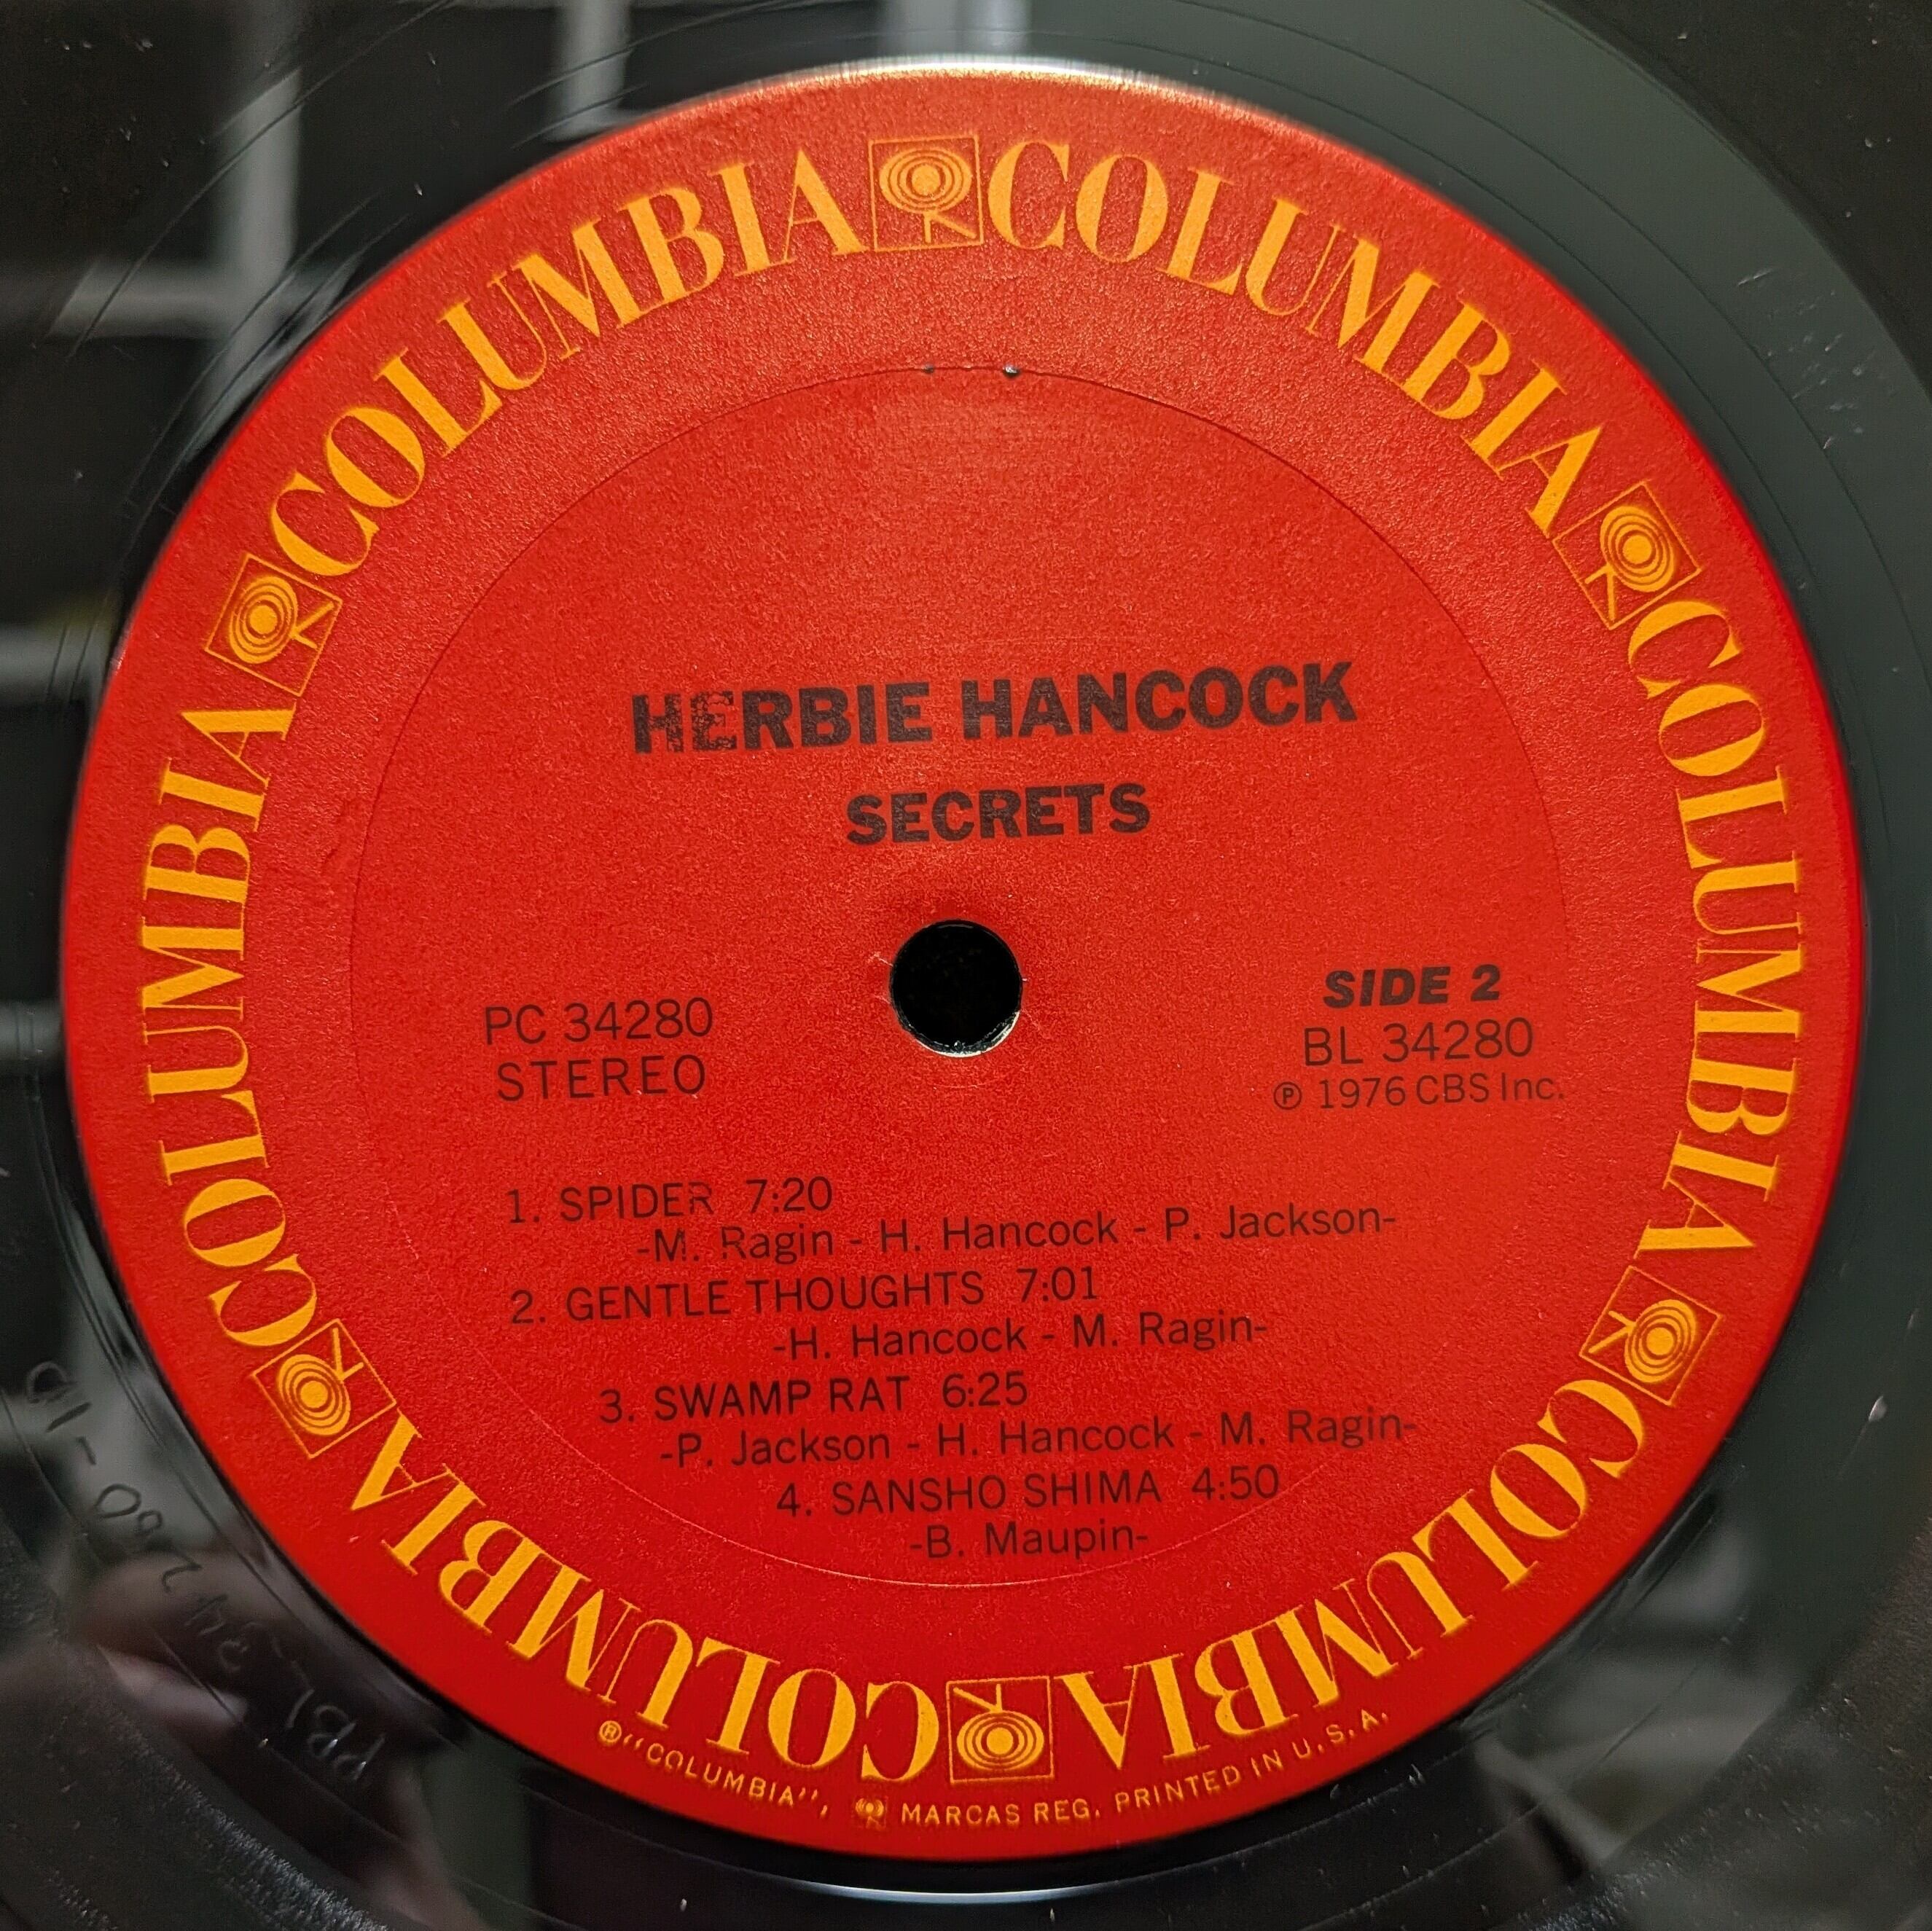 COLUMBIA COLUMBIA COLUMBIA COLUMBIA COLUMBIA COLUMBIA
HERBIE HANCOCK
SECRETS
PC 34280
STEREO
SIDE 2
BL 34280
℗ 1976 CBS Inc.
1. SPIDER 7:20
-M. Ragin - H. Hancock - P. Jackson-
2. GENTLE THOUGHTS 7:01
-H. Hancock - M. Ragin-
3. SWAMP RAT 6:25
-P. Jackson - H. Hancock - M. Ragin-
4. SANSHO SHIMA 4:50
-B. Maupin-
®"COLUMBIA", MARCAS REG. PRINTED IN U.S.A.